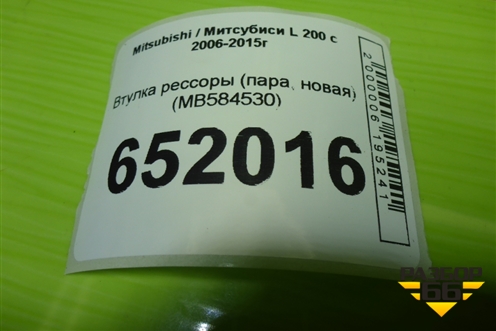 Mitsubishi / Митсубиси L 200 с
2006-2015г
Втулка рессоры (пара, новая)
(MB584530)
652016
2000006195241
РАЗБОР
66